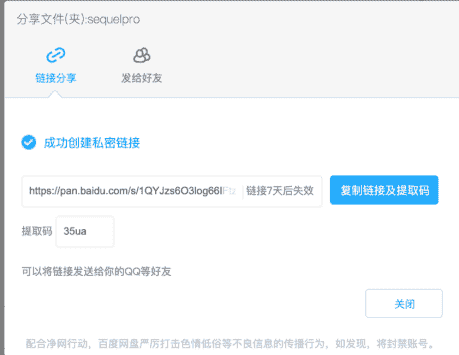 分享文件(夹):sequelpro
链接分享
发给好友
成功创建私密链接
https://pan.baidu.com/s/1QYJzs6O3log66l 链接7天后失效 复制链接及提取码
提取码 35ua
可以将链接发送给你的QQ等好友
关闭
配合净网行动，百度网盘严厉打击色情低俗等不良信息的传播行为，如发现，将封禁账号。